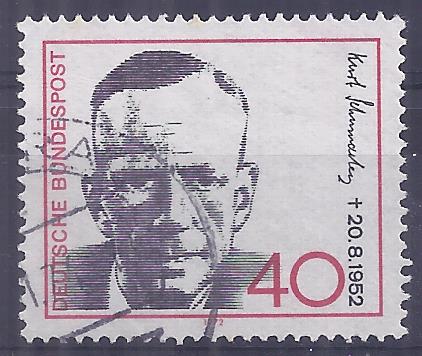 DEUTSCHE BUNDESPOST
Kurt Schumacher
† 20.8.1952
40